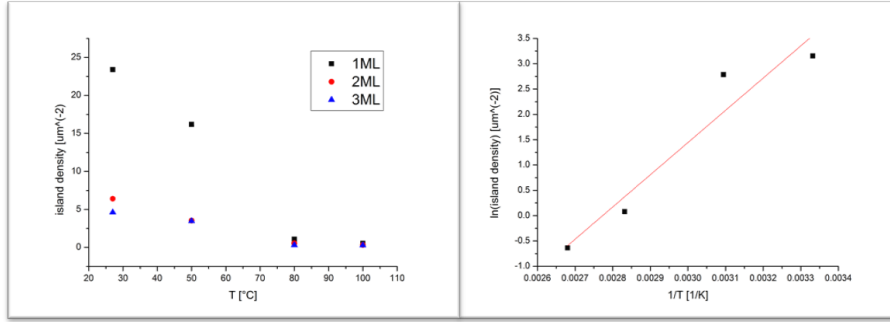 1ML
2ML
3ML
island density [um^(-2)]
25
20
15
10
5
0
20 30 40 50 60 70 80 90 100 110
T [°C]
ln(island density) [um^(-2)]
3.5
3.0
2.5
2.0
1.5
1.0
0.5
0.0
-0.5
-1.0
0.0026 0.0027 0.0028 0.0029 0.0030 0.0031 0.0032 0.0033 0.0034
1/T [1/K]